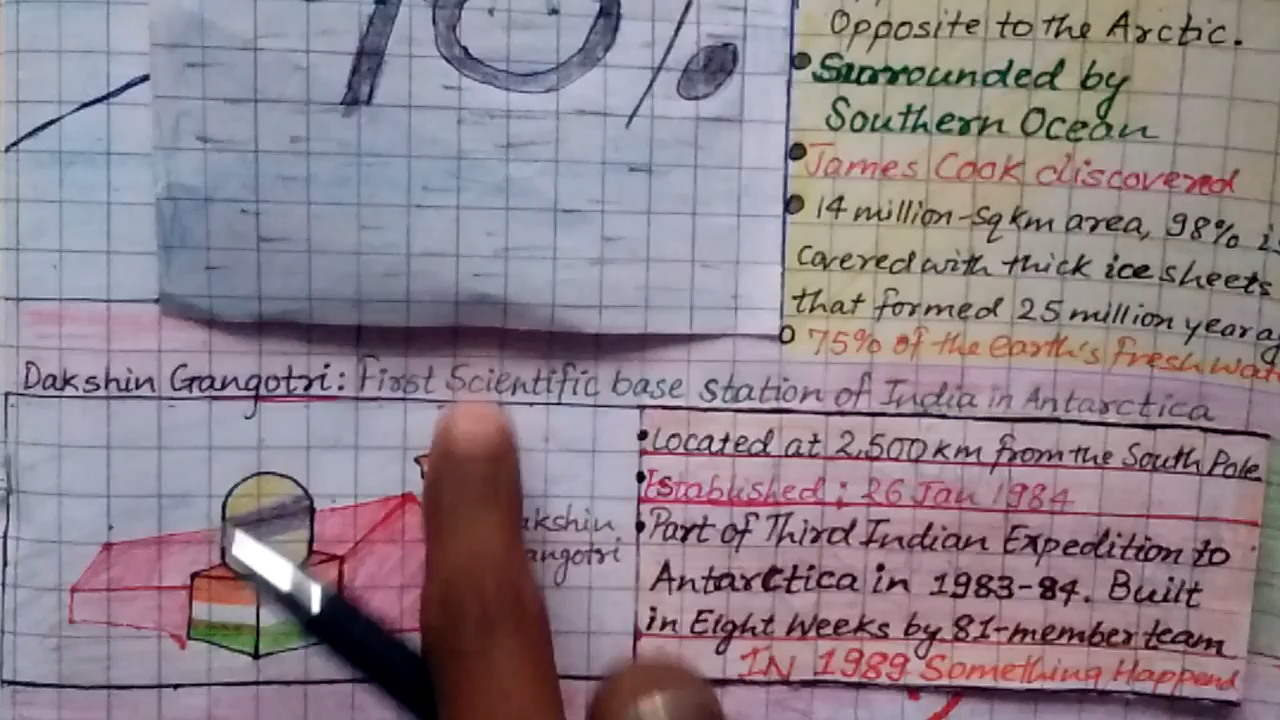 Opposite to the Arctic.
• Surrounded by
Southern Ocean
• James Cook discovered
• 14 million-sq km area, 98%
Covered with thick ice sheets
that formed 25 million year
75% of the earth's fresh
Dakshin Gangotri: First Scientific base station of India in Antarctica
• Located at 2,500 km from the South Pole
• Established: 26 Jan 1984
• Part of Third Indian Expedition to
Antarctica in 1983-84. Built
in Eight weeks by 81-member team
IN 1989 Something Happend